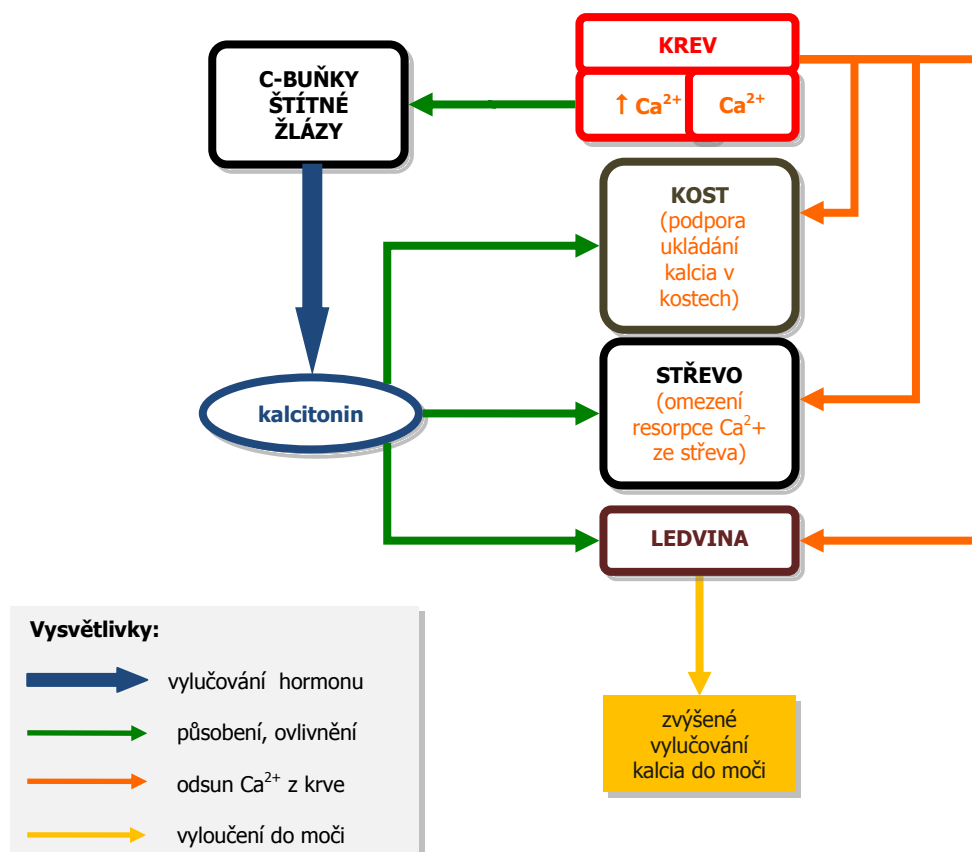 KREV
↑ Ca²⁺
Ca²⁺
C-BUŇKY
ŠTÍTNÉ
ŽLÁZY
KOST
(podpora
ukládání
kalcia v
kostech)
STŘEVO
(omezení
resorpce Ca²+
ze střeva)
kalcitonin
LEDVINA
zvýšené
vylučování
kalcia do moči
Vysvětlivky:
vylučování hormonu
působení, ovlivnění
odsun Ca²⁺ z krve
vyloučení do moči